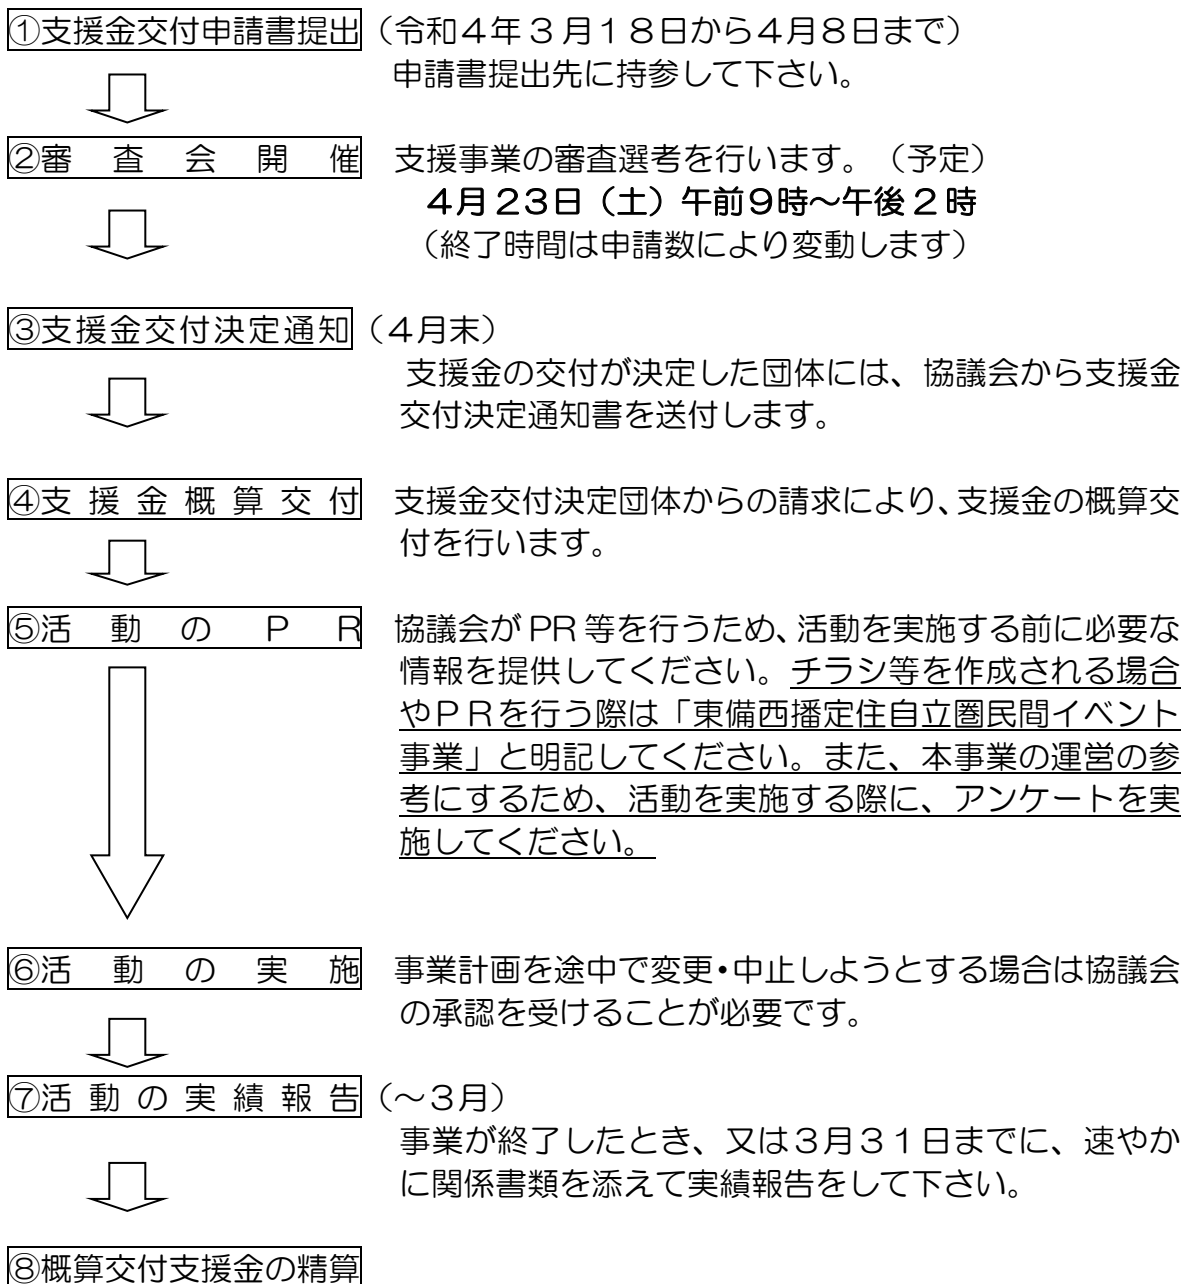 ①支援金交付申請書提出（令和４年３月１８日から４月８日まで）
申請書提出先に持参して下さい。
②審査会開催　支援事業の審査選考を行います。（予定）
４月２３日（土）午前９時～午後２時
（終了時間は申請数により変動します）
③支援金交付決定通知（４月末）
支援金の交付が決定した団体には、協議会から支援金
交付決定通知書を送付します。
④支援金概算交付　支援金交付決定団体からの請求により、支援金の概算交
付を行います。
⑤活動のＰＲ　協議会が PR 等を行うため、活動を実施する前に必要な
情報を提供してください。チラシ等を作成される場合
やＰＲを行う際は「東備西播定住自立圏民間イベント
事業」と明記してください。また、本事業の運営の参
考にするため、活動を実施する際に、アンケートを実
施してください。
⑥活動の実施　事業計画を途中で変更・中止しようとする場合は協議会
の承認を受けることが必要です。
⑦活動の実績報告（～３月）
事業が終了したとき、又は３月３１日までに、速やか
に関係書類を添えて実績報告をして下さい。
⑧概算交付支援金の精算